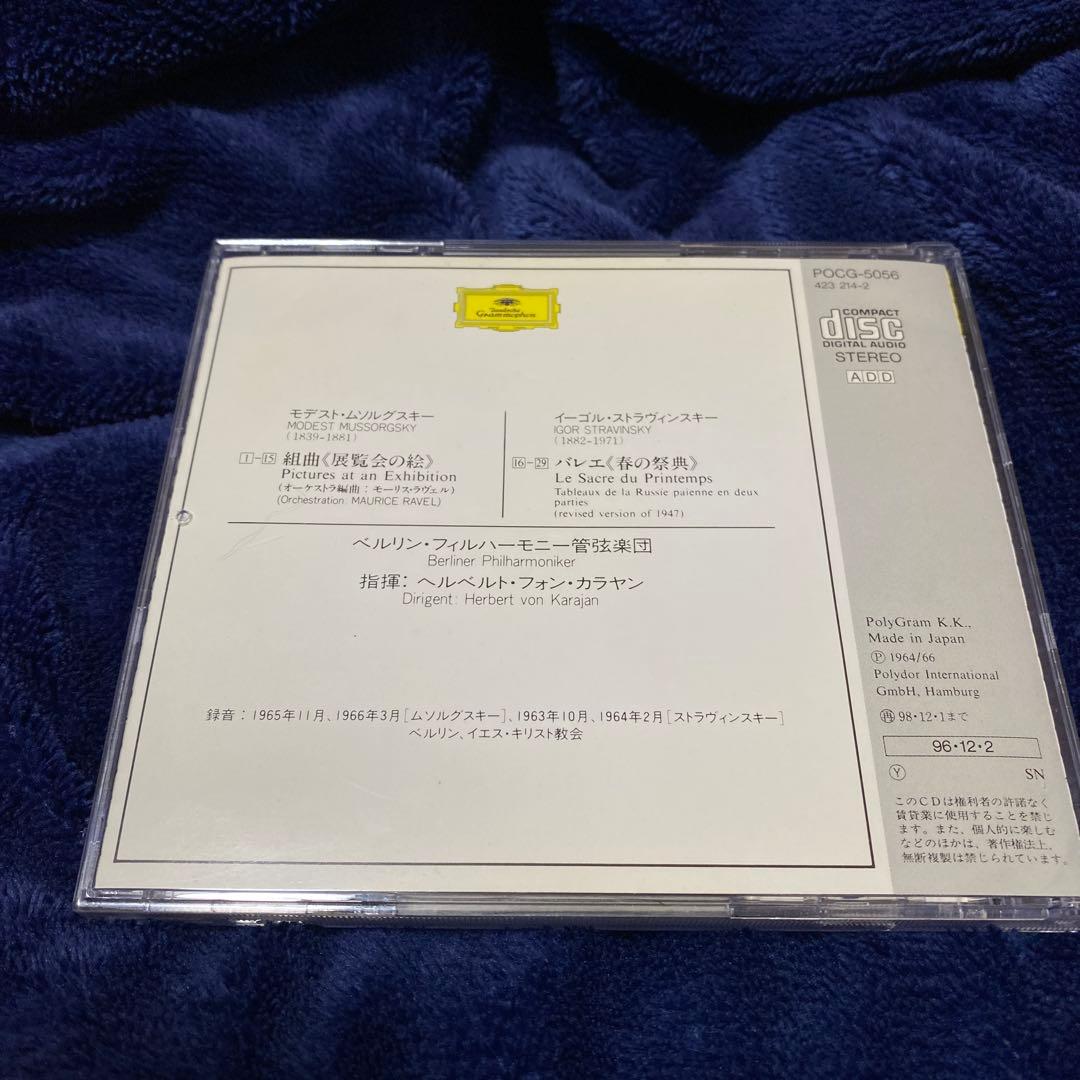 Deutsche
Grammophon
モデスト・ムソルグスキー
MODEST MUSSORGSKY
(1839-1881)
1-15 組曲《展覧会の絵》
Pictures at an Exhibition
(オーケストラ編曲：モーリス・ラヴェル)
(Orchestration: MAURICE RAVEL)
イーゴル・ストラヴィンスキー
IGOR STRAVINSKY
(1882-1971)
16-29 バレエ《春の祭典》
Le Sacre du Printemps
Tableaux de la Russie paienne en deux
parties
(revised version of 1947)
ベルリン・フィルハーモニー管弦楽団
Berliner Philharmoniker
指揮：ヘルベルト・フォン・カラヤン
Dirigent: Herbert von Karajan
録音：1965年11月、1966年3月[ムソルグスキー]、1963年10月、1964年2月[ストラヴィンスキー]
ベルリン、イエス・キリスト教会
POCG-5056
423 214-2
COMPACT
disc
DIGITAL AUDIO
STEREO
ADD
PolyGram K.K.,
Made in Japan
Ⓟ 1964/66
Polydor International
GmbH, Hamburg
㊢ 98・12・1まで
96・12・2
Ⓨ SN
このCDは権利者の許諾なく
賃貸業に使用することを禁じ
ます。また、個人的に楽しむ
などのほかは、著作権法上、
無断複製は禁じられています。